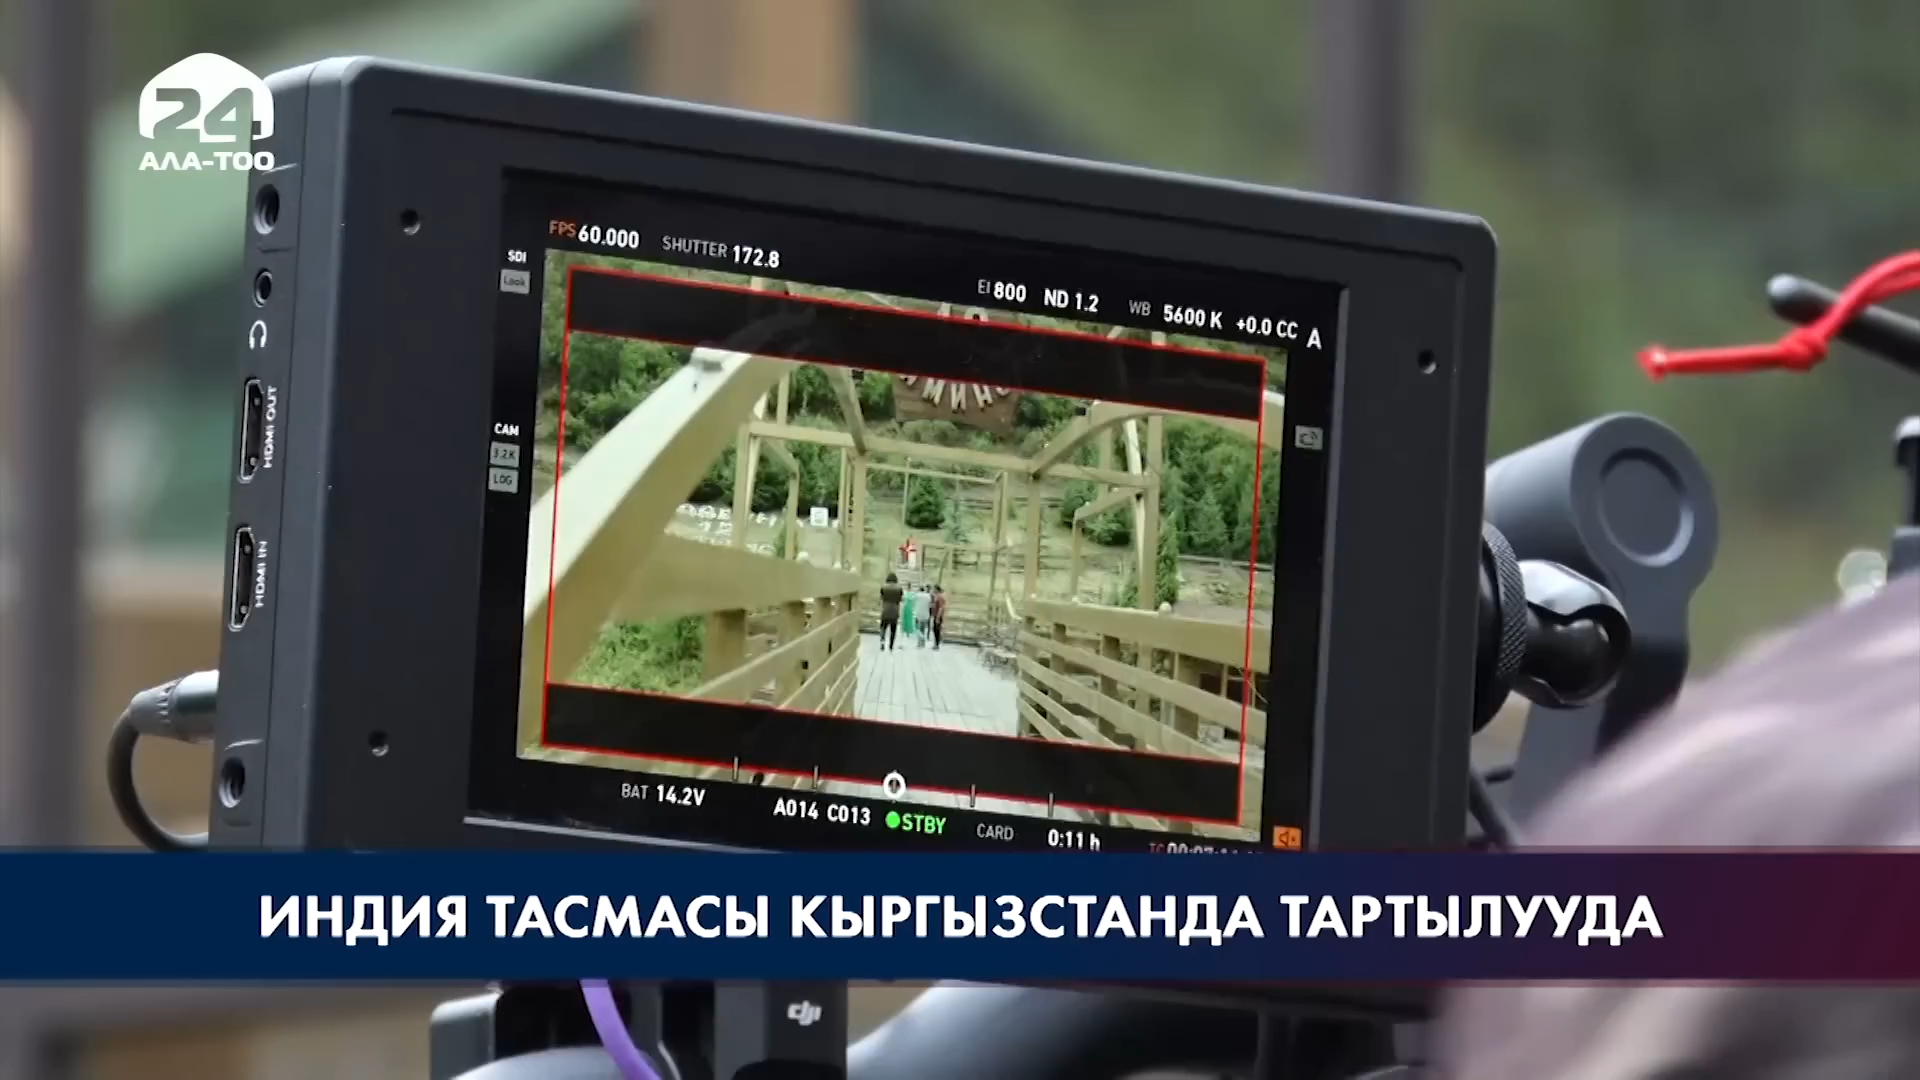 24
АЛА-ТОО
FPS 60.000 SHUTTER 172.8
EI 800 ND 1.2 WB 5600 K +0.0 CC A
SDI
Look
HDMI OUT
CAM
3.2K
LOG
HDMI IN
BAT 14.2V A014 C013 STBY CARD 0:11 h
ИНДИЯ ТАСМАСЫ КЫРГЫЗСТАНДА ТАРТЫЛУУДА
dji